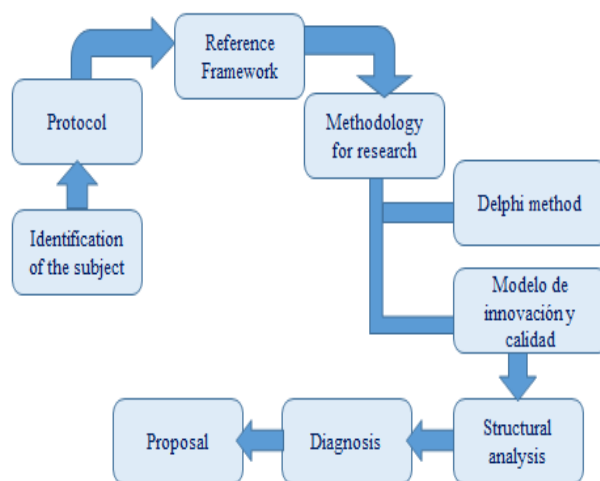 Identification
of the subject
Protocol
Reference
Framework
Methodology
for research
Delphi method
Modelo de
innovación y
calidad
Structural
analysis
Diagnosis
Proposal